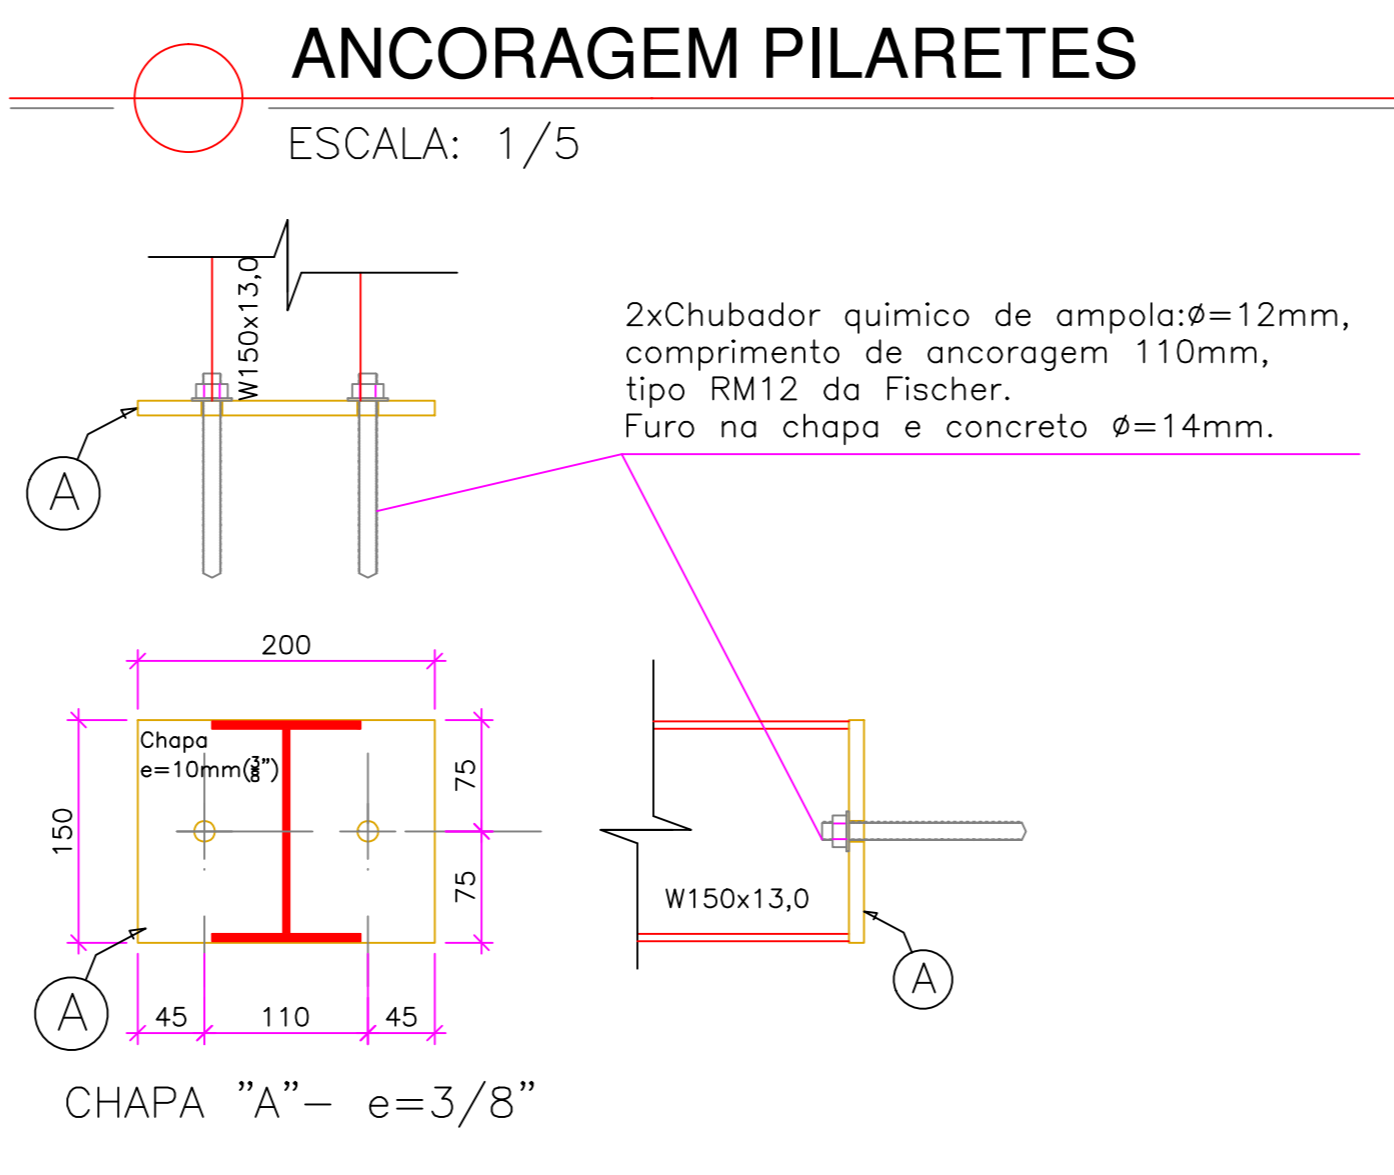 ANCORAGEM PILARETES
ESCALA: 1/5
W150x13,0
2xChubador quimico de ampola:ø=12mm,
comprimento de ancoragem 110mm,
tipo RM12 da Fischer.
Furo na chapa e concreto ø=14mm.
A
200
Chapa
e=10mm(3/8")
150
75
75
W150x13,0
A
A
45
110
45
CHAPA "A"- e=3/8"